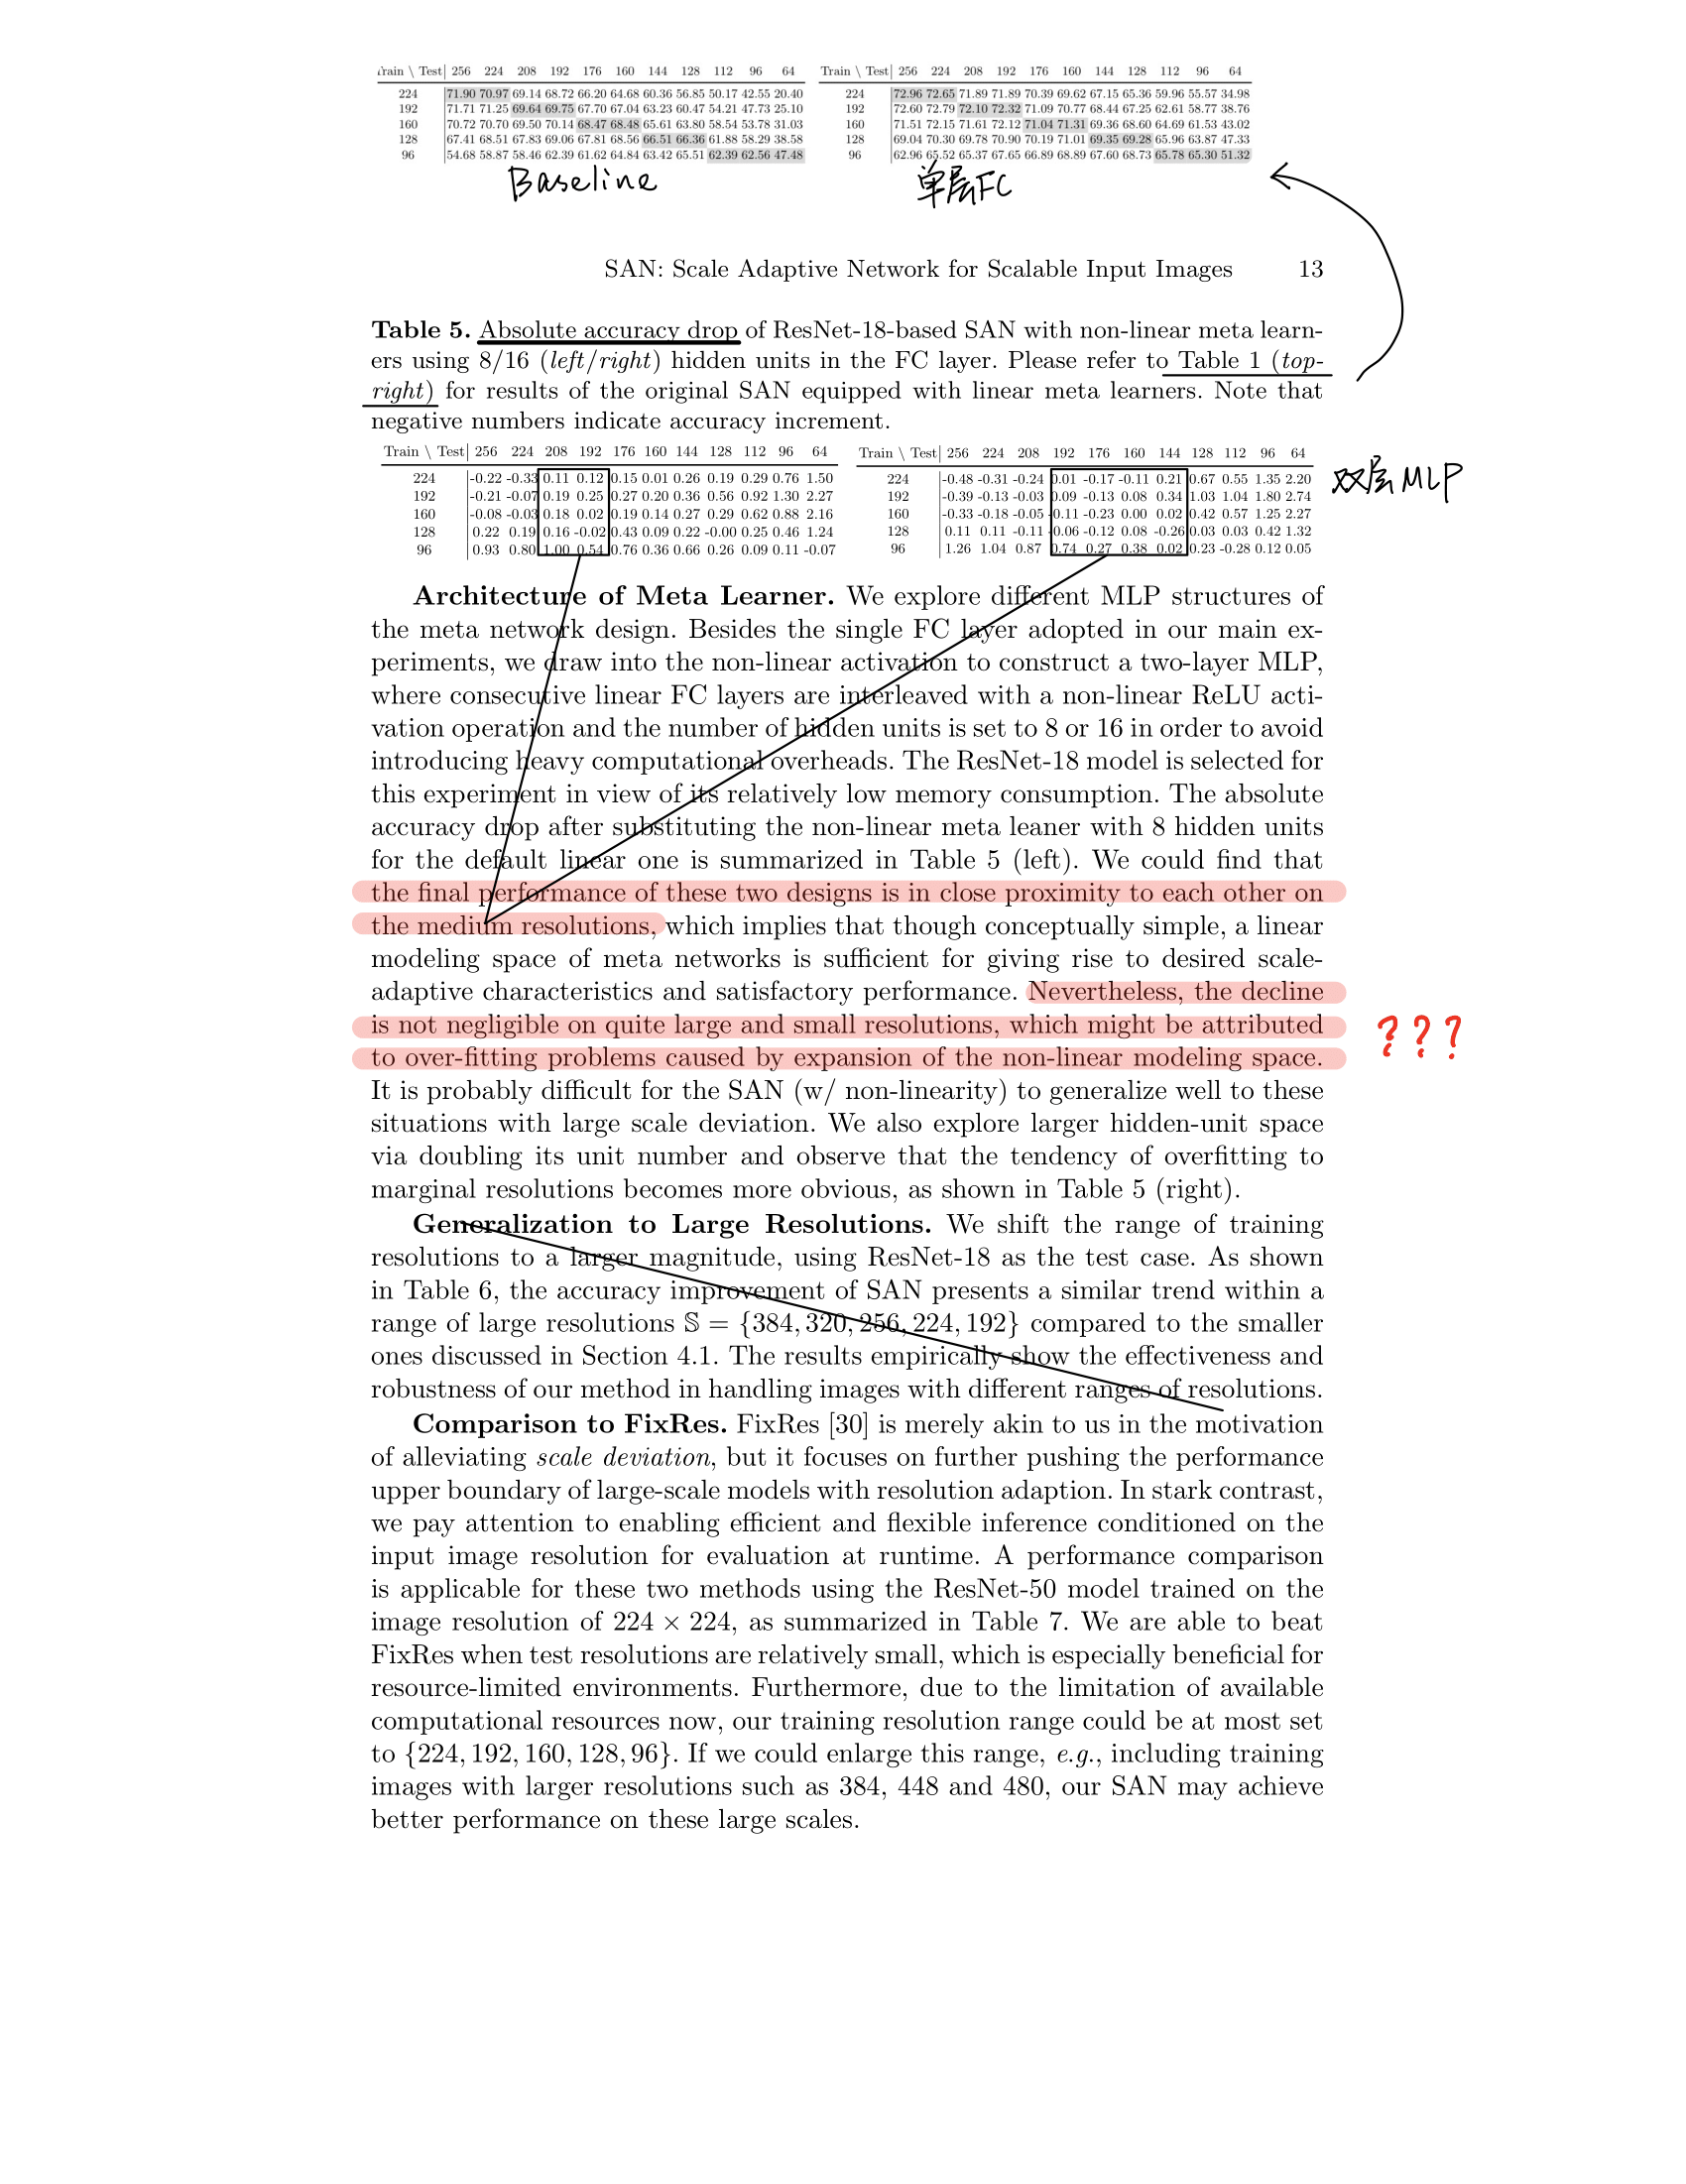 Train \ Test 256 224 208 192 176 160 144 128 112 96 64
224 71.90 70.97 69.14 68.72 66.20 64.68 60.36 56.85 50.17 42.55 20.40
192 71.71 71.25 69.64 69.75 67.70 67.04 63.23 60.47 54.21 47.73 25.10
160 70.72 70.70 69.50 70.14 68.47 68.48 65.61 63.80 58.54 53.78 31.03
128 67.41 68.51 67.83 69.06 67.81 68.56 66.51 66.36 61.88 58.29 38.58
96 54.68 58.87 58.46 62.39 61.62 64.84 63.42 65.51 62.39 62.56 47.48
Baseline
Train \ Test 256 224 208 192 176 160 144 128 112 96 64
224 72.96 72.65 71.89 71.89 70.39 69.62 67.15 65.36 59.96 55.57 34.98
192 72.60 72.79 72.10 72.32 71.09 70.77 68.44 67.25 62.61 58.77 38.76
160 71.51 72.15 71.61 72.12 71.04 71.31 69.36 68.60 64.69 61.53 43.02
128 69.04 70.30 69.78 70.90 70.19 71.01 69.35 69.28 65.96 63.87 47.33
96 62.96 65.52 65.37 67.65 66.89 68.89 67.60 68.73 65.78 65.30 51.32
单层FC
SAN: Scale Adaptive Network for Scalable Input Images 13
Table 5. Absolute accuracy drop of ResNet-18-based SAN with non-linear meta learn-
ers using 8/16 (left/right) hidden units in the FC layer. Please refer to Table 1 (top-
right) for results of the original SAN equipped with linear meta learners. Note that
negative numbers indicate accuracy increment.
Train \ Test 256 224 208 192 176 160 144 128 112 96 64
224 -0.22 -0.33 0.11 0.12 0.15 0.01 0.26 0.19 0.29 0.76 1.50
192 -0.21 -0.07 0.19 0.25 0.27 0.20 0.36 0.56 0.92 1.30 2.27
160 -0.08 -0.03 0.18 0.02 0.19 0.14 0.27 0.29 0.62 0.88 2.16
128 0.22 0.19 0.16 -0.02 0.43 0.09 0.22 -0.00 0.25 0.46 1.24
96 0.93 0.80 1.00 0.54 0.76 0.36 0.66 0.26 0.09 0.11 -0.07
Train \ Test 256 224 208 192 176 160 144 128 112 96 64
224 -0.48 -0.31 -0.24 0.01 -0.17 -0.11 0.21 0.67 0.55 1.35 2.20
192 -0.39 -0.13 -0.03 0.09 -0.13 0.08 0.34 1.03 1.04 1.80 2.74
160 -0.33 -0.18 -0.05 -0.11 -0.23 0.00 0.02 0.42 0.57 1.25 2.27
128 0.11 0.11 -0.11 -0.06 -0.12 0.08 -0.26 0.03 0.03 0.42 1.32
96 1.26 1.04 0.87 0.74 0.27 0.38 0.02 0.23 -0.28 0.12 0.05
双层MLP
Architecture of Meta Learner. We explore different MLP structures of
the meta network design. Besides the single FC layer adopted in our main ex-
periments, we draw into the non-linear activation to construct a two-layer MLP,
where consecutive linear FC layers are interleaved with a non-linear ReLU acti-
vation operation and the number of hidden units is set to 8 or 16 in order to avoid
introducing heavy computational overheads. The ResNet-18 model is selected for
this experiment in view of its relatively low memory consumption. The absolute
accuracy drop after substituting the non-linear meta leaner with 8 hidden units
for the default linear one is summarized in Table 5 (left). We could find that
the final performance of these two designs is in close proximity to each other on
the medium resolutions, which implies that though conceptually simple, a linear
modeling space of meta networks is sufficient for giving rise to desired scale-
adaptive characteristics and satisfactory performance. Nevertheless, the decline
is not negligible on quite large and small resolutions, which might be attributed
to over-fitting problems caused by expansion of the non-linear modeling space.
???
It is probably difficult for the SAN (w/ non-linearity) to generalize well to these
situations with large scale deviation. We also explore larger hidden-unit space
via doubling its unit number and observe that the tendency of overfitting to
marginal resolutions becomes more obvious, as shown in Table 5 (right).
Generalization to Large Resolutions. We shift the range of training
resolutions to a larger magnitude, using ResNet-18 as the test case. As shown
in Table 6, the accuracy improvement of SAN presents a similar trend within a
range of large resolutions 𝕊 = {384, 320, 256, 224, 192} compared to the smaller
ones discussed in Section 4.1. The results empirically show the effectiveness and
robustness of our method in handling images with different ranges of resolutions.
Comparison to FixRes. FixRes [30] is merely akin to us in the motivation
of alleviating scale deviation, but it focuses on further pushing the performance
upper boundary of large-scale models with resolution adaption. In stark contrast,
we pay attention to enabling efficient and flexible inference conditioned on the
input image resolution for evaluation at runtime. A performance comparison
is applicable for these two methods using the ResNet-50 model trained on the
image resolution of 224 × 224, as summarized in Table 7. We are able to beat
FixRes when test resolutions are relatively small, which is especially beneficial for
resource-limited environments. Furthermore, due to the limitation of available
computational resources now, our training resolution range could be at most set
to {224, 192, 160, 128, 96}. If we could enlarge this range, e.g., including training
images with larger resolutions such as 384, 448 and 480, our SAN may achieve
better performance on these large scales.